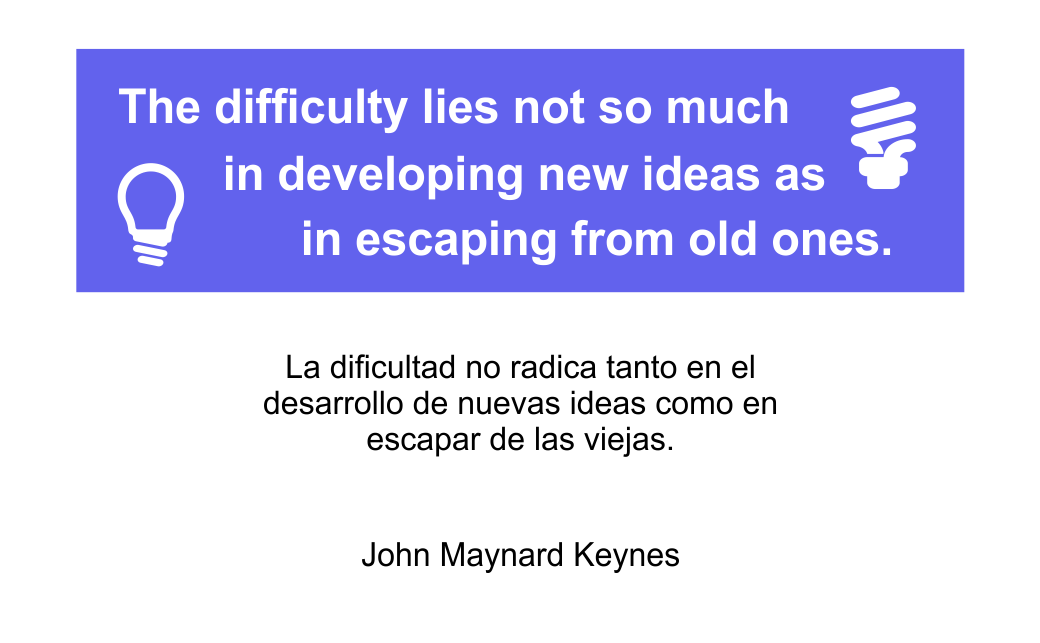 The difficulty lies not so much
in developing new ideas as
in escaping from old ones.
La dificultad no radica tanto en el
desarrollo de nuevas ideas como en
escapar de las viejas.
John Maynard Keynes